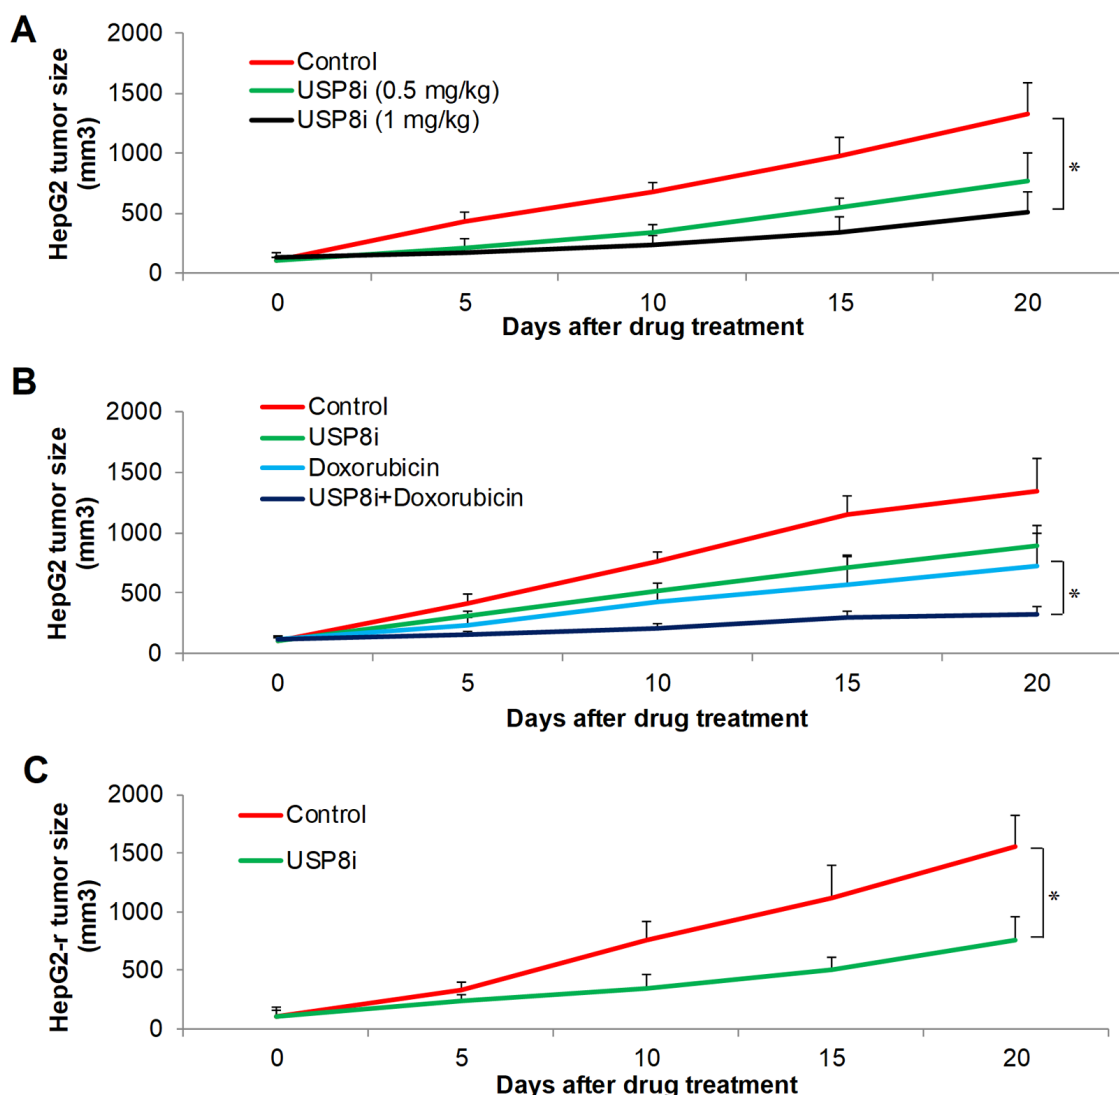 A
HepG2 tumor size
(mm3)
2000
1500
1000
500
0
Control
USP8i (0.5 mg/kg)
USP8i (1 mg/kg)
*
0 5 10 15 20
Days after drug treatment
B
HepG2 tumor size
(mm3)
2000
1500
1000
500
0
Control
USP8i
Doxorubicin
USP8i+Doxorubicin
*
0 5 10 15 20
Days after drug treatment
C
HepG2-r tumor size
(mm3)
2000
1500
1000
500
0
Control
USP8i
*
0 5 10 15 20
Days after drug treatment